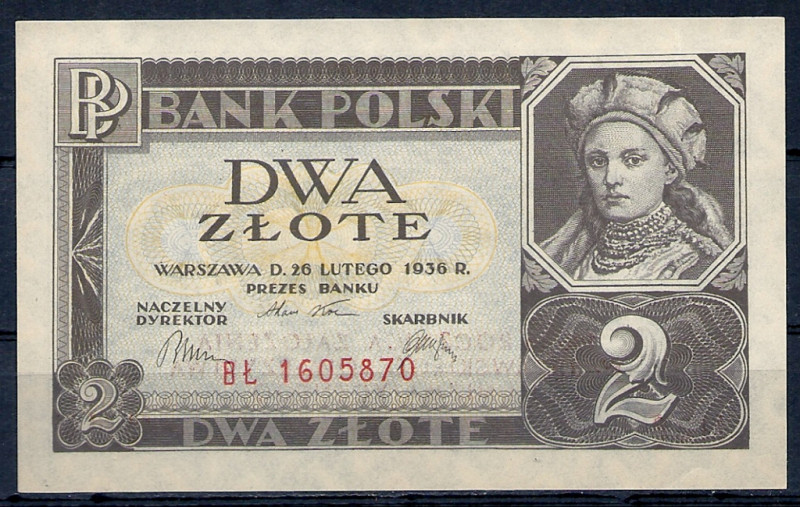 BP
BANK POLSKI
DWA
ZŁOTE
WARSZAWA D. 26 LUTEGO 1936 R.
PREZES BANKU
NACZELNY
DYREKTOR
SKARBNIK
BŁ 1605870
2
2
DWA ZŁOTE